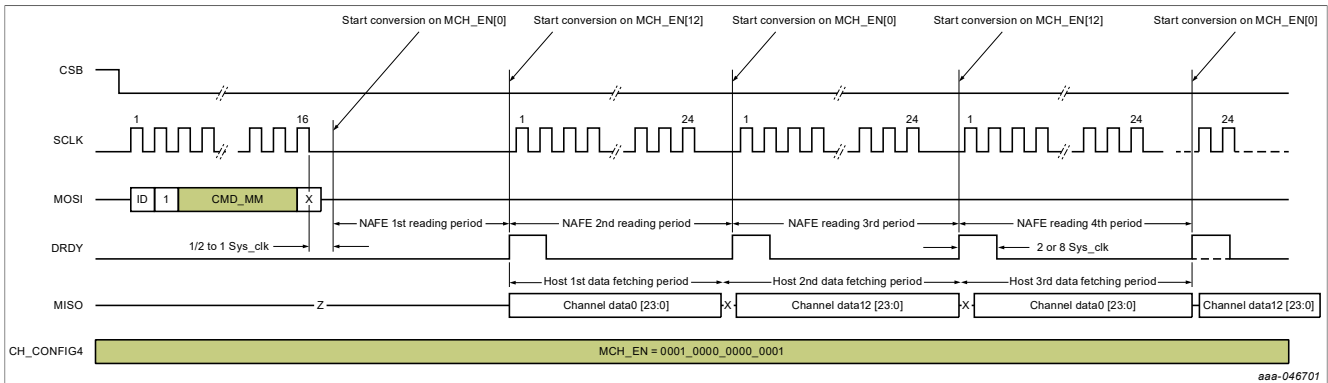 Start conversion on MCH_EN[0] Start conversion on MCH_EN[12] Start conversion on MCH_EN[0] Start conversion on MCH_EN[12] Start conversion on MCH_EN[0]
CSB
1 16 1 24 1 24 1 24 24
SCLK
MOSI ID 1 CMD_MM X
NAFE 1st reading period NAFE 2nd reading period NAFE reading 3rd period NAFE reading 4th period
DRDY 1/2 to 1 Sys_clk 2 or 8 Sys_clk
Host 1st data fetching period Host 2nd data fetching period Host 3rd data fetching period
MISO Z Channel data0 [23:0] X Channel data12 [23:0] X Channel data0 [23:0] Channel data12 [23:0]
CH_CONFIG4 MCH_EN = 0001_0000_0000_0001
aaa-046701